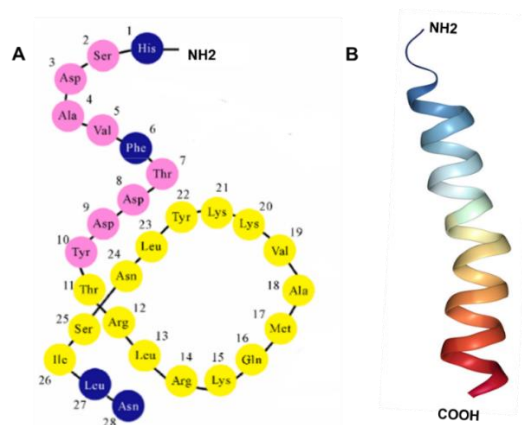 A
B
1
His
NH2
2
Ser
3
Asp
4
Ala
5
Val
6
Phe
7
Thr
8
Asp
9
Asp
10
Tyr
11
Thr
12
Arg
13
Leu
14
Arg
15
Lys
16
Gln
17
Met
18
Ala
19
Val
20
Lys
21
Lys
22
Tyr
23
Leu
24
Asn
25
Ser
26
Ile
27
Leu
28
Asn
NH2
COOH